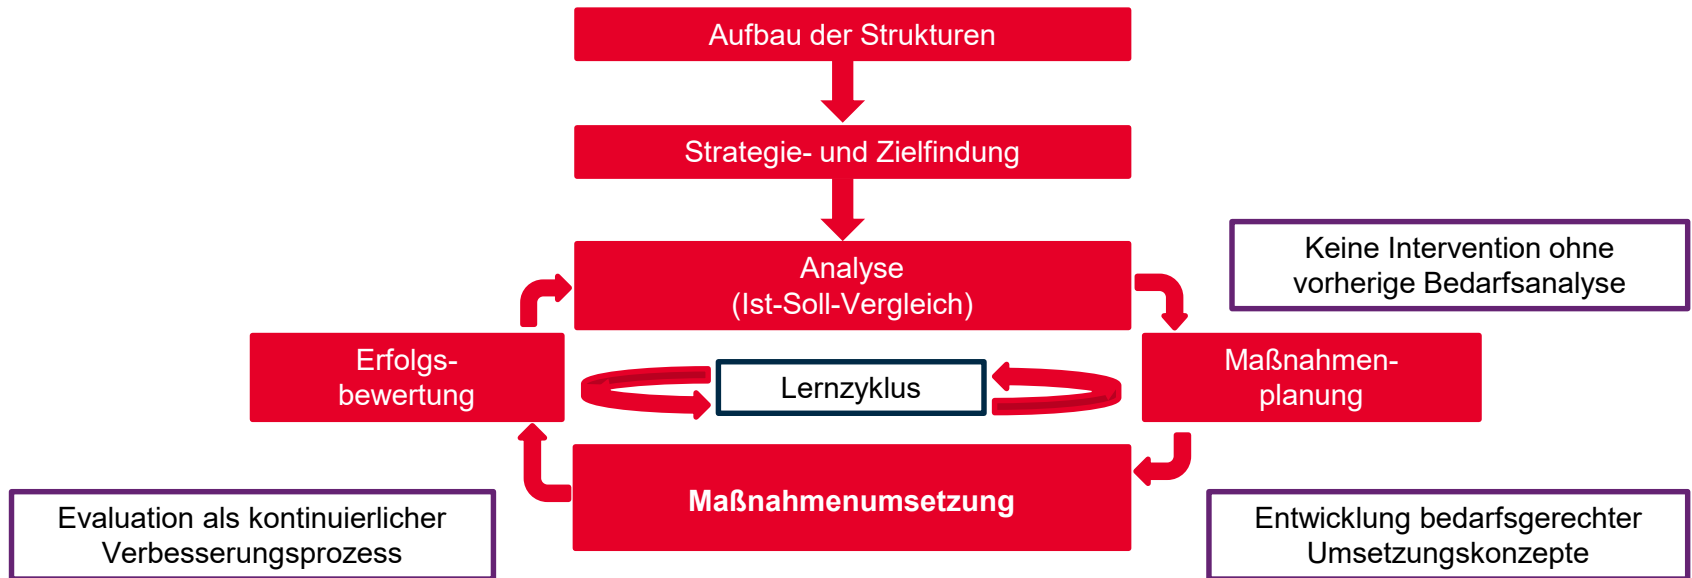 Aufbau der Strukturen
Strategie- und Zielfindung
Analyse
(Ist-Soll-Vergleich)
Keine Intervention ohne
vorherige Bedarfsanalyse
Erfolgs-
bewertung
Lernzyklus
Maßnahmen-
planung
Maßnahmenumsetzung
Evaluation als kontinuierlicher
Verbesserungsprozess
Entwicklung bedarfsgerechter
Umsetzungskonzepte